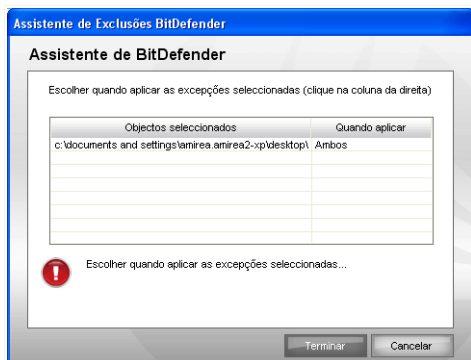 Assistente de Exclusões BitDefender
Assistente de BitDefender
Escolher quando aplicar as excepções seleccionadas (clique na coluna da direita)
Objectos seleccionados Quando aplicar
c:\documents and settings\amirea.amirea2-xp\desktop\ Ambos
Escolher quando aplicar as excepções seleccionadas...
Terminar Cancelar